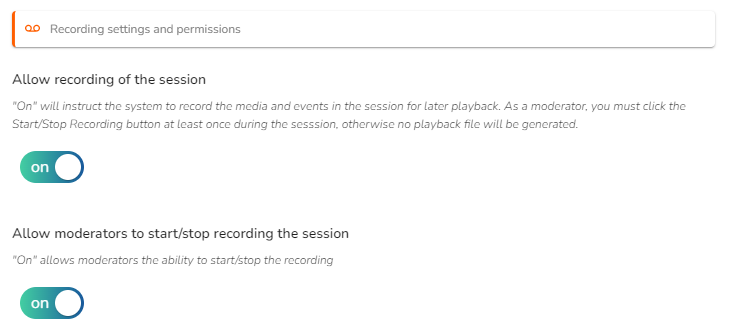 Recording settings and permissions
Allow recording of the session
"On" will instruct the system to record the media and events in the session for later playback. As a moderator, you must click the
Start/Stop Recording button at least once during the sesssion, otherwise no playback file will be generated.
on
Allow moderators to start/stop recording the session
"On" allows moderators the ability to start/stop the recording
on